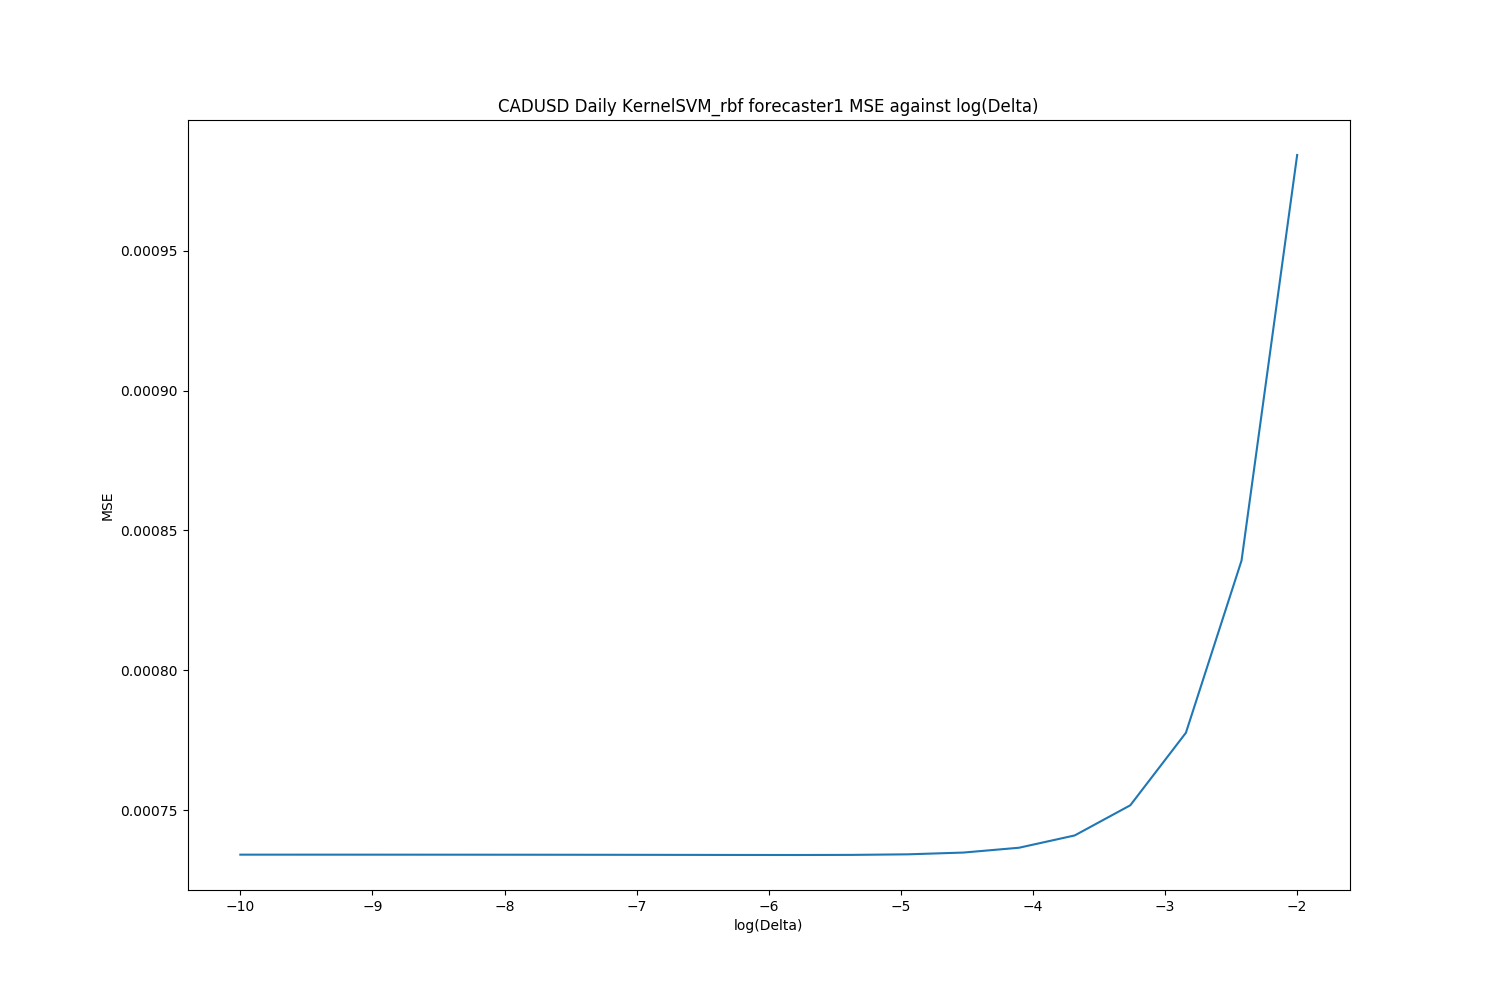 CADUSD Daily KernelSVM_rbf forecaster1 MSE against log(Delta)
0.00095
0.00090
0.00085
0.00080
0.00075
MSE
−10 −9 −8 −7 −6 −5 −4 −3 −2
log(Delta)